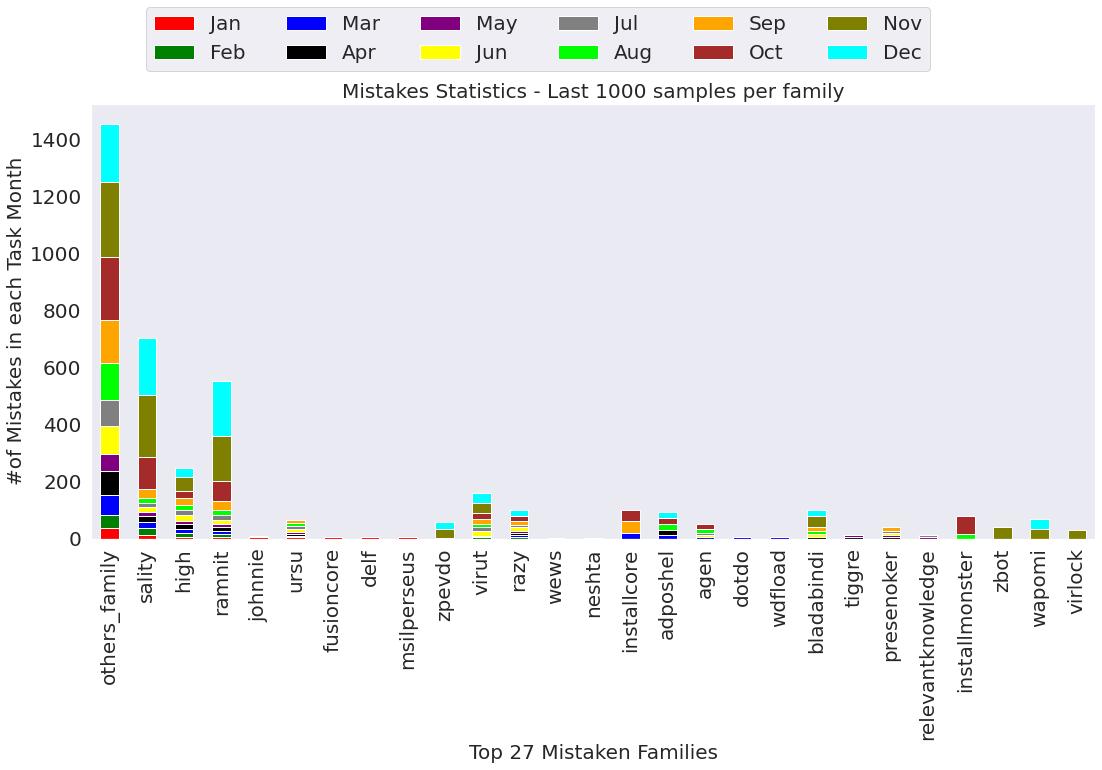 Jan Mar May Jul Sep Nov
Feb Apr Jun Aug Oct Dec
Mistakes Statistics - Last 1000 samples per family
#of Mistakes in each Task Month
1400
1200
1000
800
600
400
200
0
others_family
sality
high
ramnit
johnnie
ursu
fusioncore
delf
msilperseus
zpevdo
virut
razy
wews
neshta
installcore
adposhel
agen
dotdo
wdfload
bladabindi
tiggre
presenoker
relevantknowledge
installmonster
zbot
wapomi
virlock
Top 27 Mistaken Families